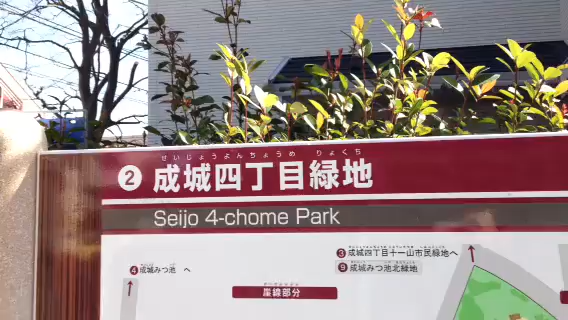 せいじょうよんちょうめ りょくち
② 成城四丁目緑地
Seijo 4-chome Park
③ 成城四丁目十一山市民緑地へ
④ 成城みつ池 へ
⑨ 成城みつ池北緑地
崖線部分